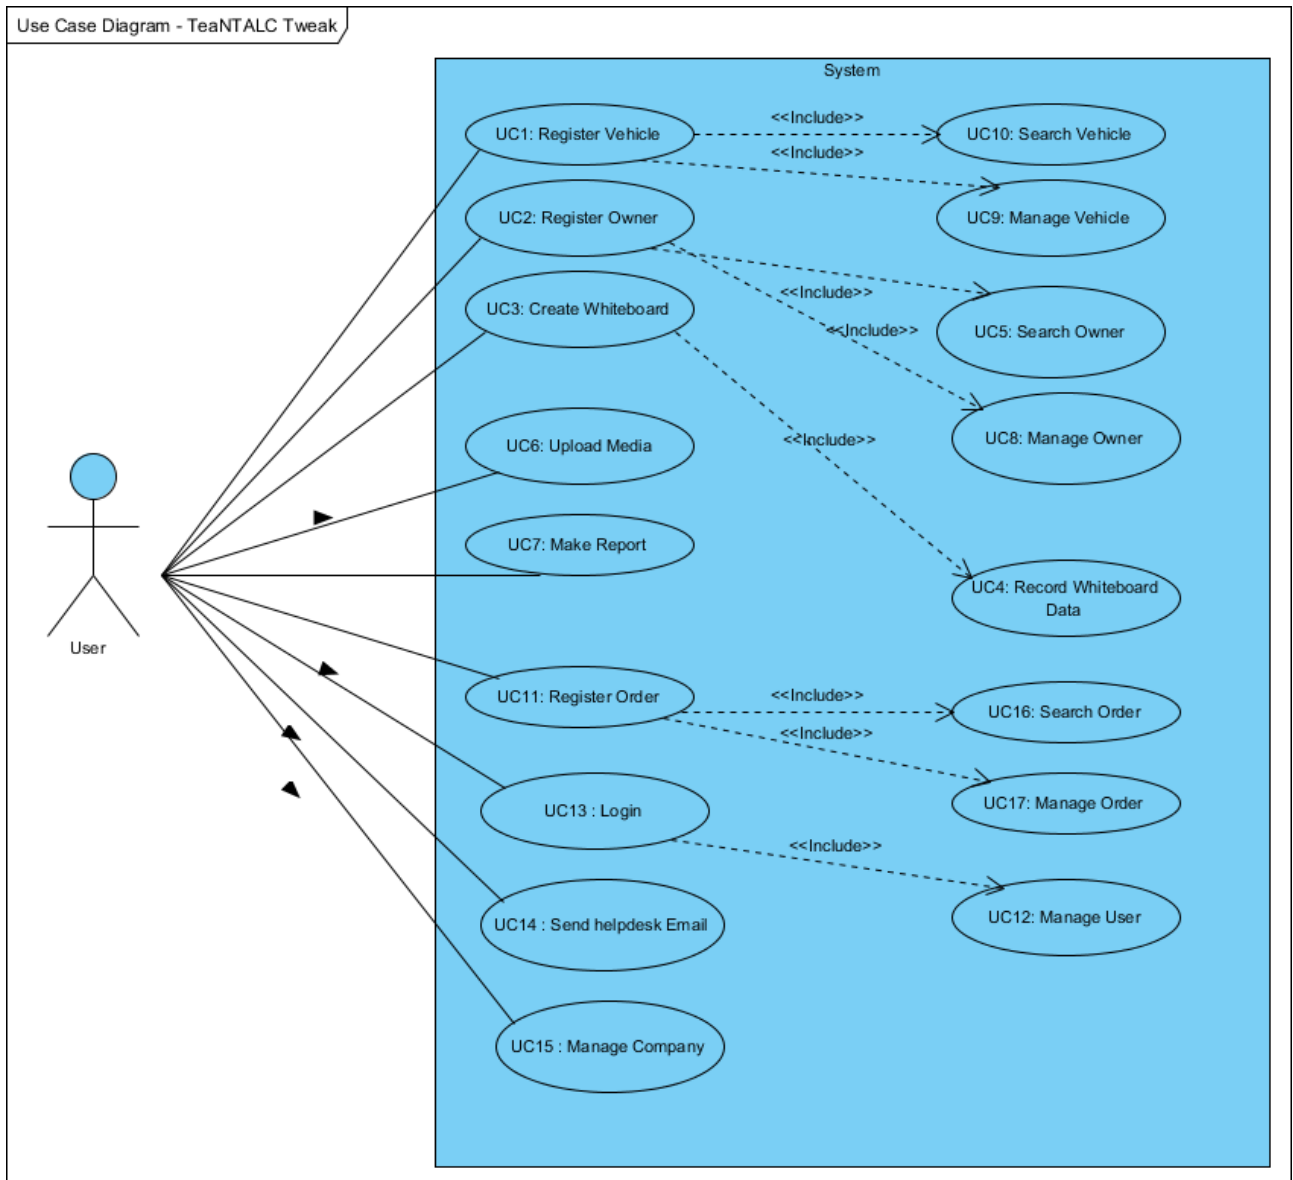 Use Case Diagram - TeaNTALC Tweak
System
UC1: Register Vehicle
<<Include>>
UC10: Search Vehicle
<<Include>>
UC2: Register Owner
UC9: Manage Vehicle
<<Include>>
UC3: Create Whiteboard
<<Include>>
UC5: Search Owner
UC6: Upload Media
<<Include>>
UC8: Manage Owner
UC7: Make Report
UC4: Record Whiteboard
Data
User
UC11: Register Order
<<Include>>
UC16: Search Order
<<Include>>
UC13 : Login
UC17: Manage Order
<<Include>>
UC14 : Send helpdesk Email
UC12: Manage User
UC15 : Manage Company